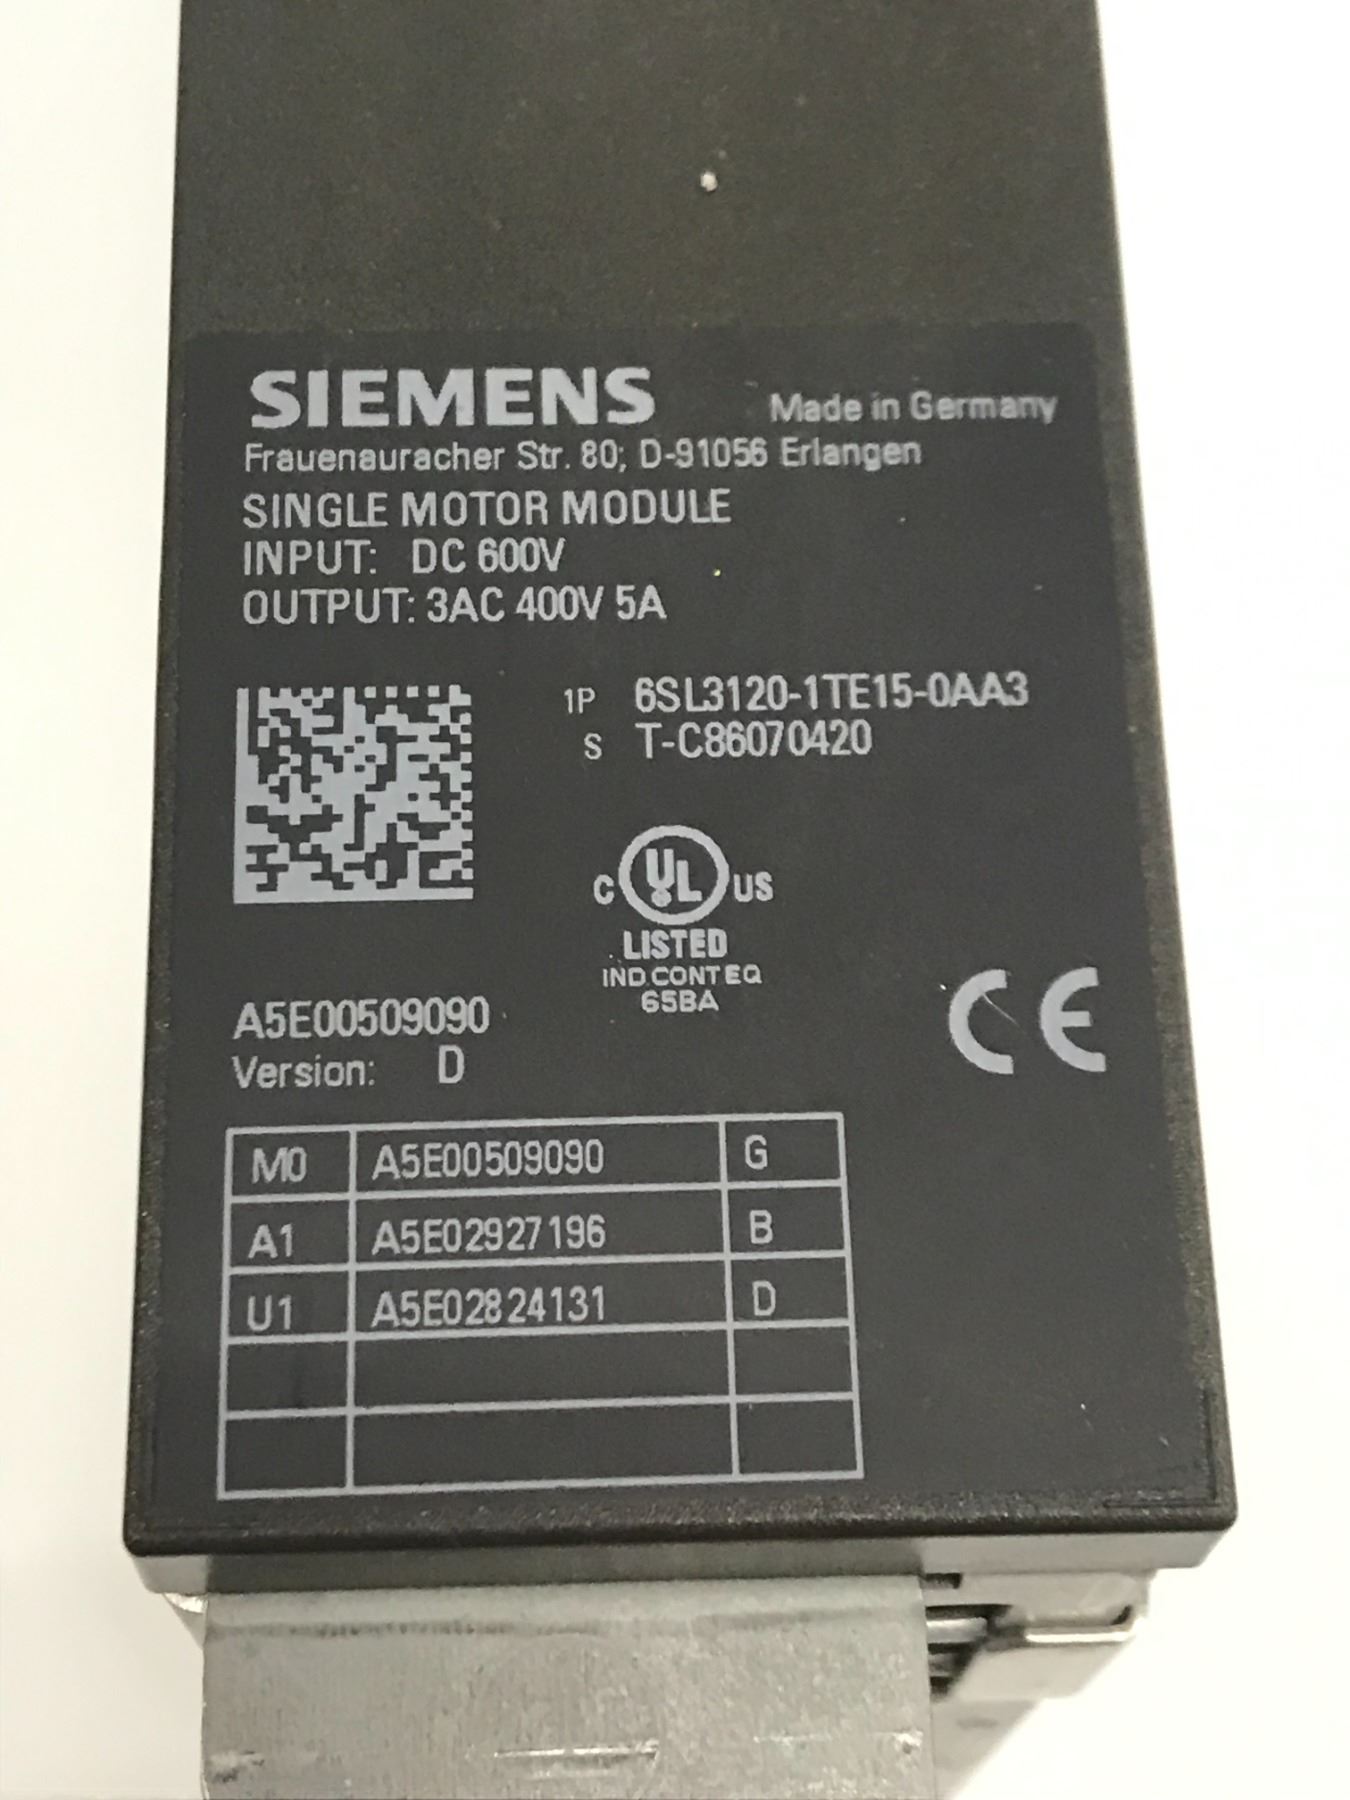 SIEMENS Made in Germany
Frauenauracher Str. 80; D-91056 Erlangen
SINGLE MOTOR MODULE
INPUT: DC 600V
OUTPUT: 3AC 400V 5A
1P 6SL3120-1TE15-0AA3
S T-C86070420
C UL US
LISTED
IND.CONT.EQ
65BA
CE
A5E00509090
Version: D
M0 A5E00509090 G
A1 A5E02927196 B
U1 A5E02824131 D